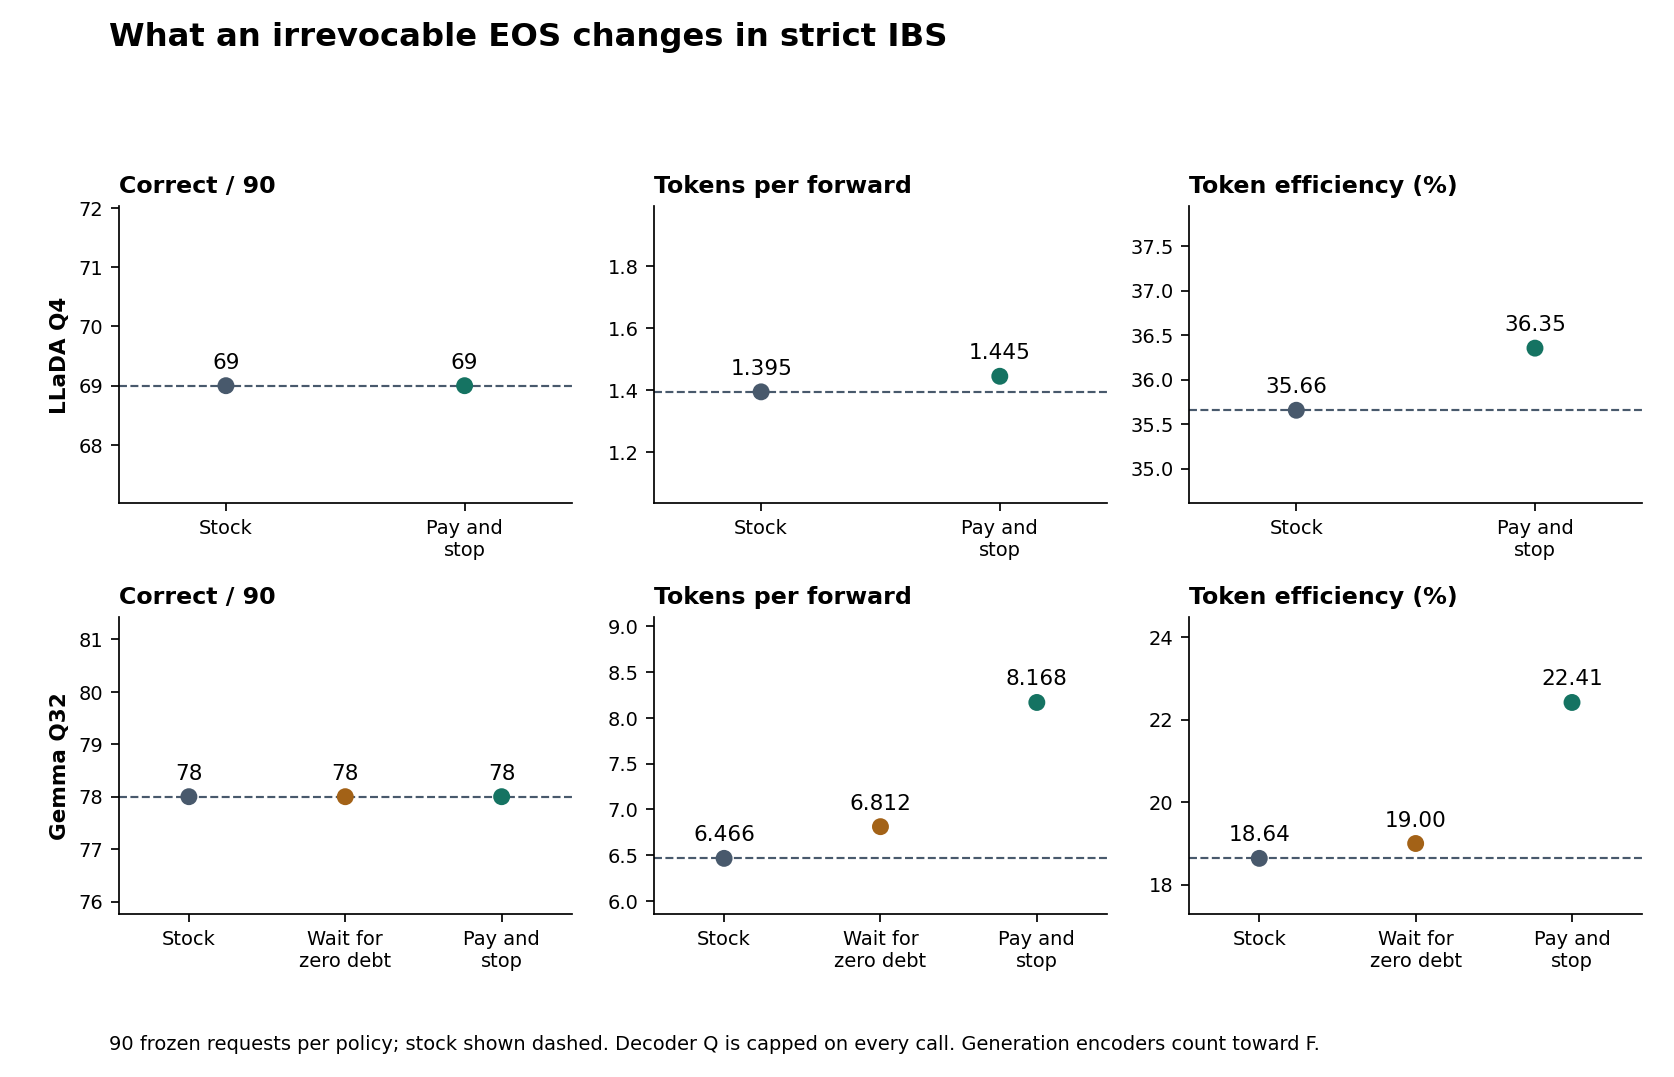 What an irrevocable EOS changes in strict IBS
Correct / 90
Tokens per forward
Token efficiency (%)
LLaDA Q4
72
71
70
69
68
69
69
Stock
Pay and
stop
1.8
1.6
1.4
1.2
1.395
1.445
Stock
Pay and
stop
37.5
37.0
36.5
36.0
35.5
35.0
35.66
36.35
Stock
Pay and
stop
Correct / 90
Tokens per forward
Token efficiency (%)
Gemma Q32
81
80
79
78
77
76
78
78
78
Stock
Wait for
zero debt
Pay and
stop
9.0
8.5
8.0
7.5
7.0
6.5
6.0
6.466
6.812
8.168
Stock
Wait for
zero debt
Pay and
stop
24
22
20
18
18.64
19.00
22.41
Stock
Wait for
zero debt
Pay and
stop
90 frozen requests per policy; stock shown dashed. Decoder Q is capped on every call. Generation encoders count toward F.